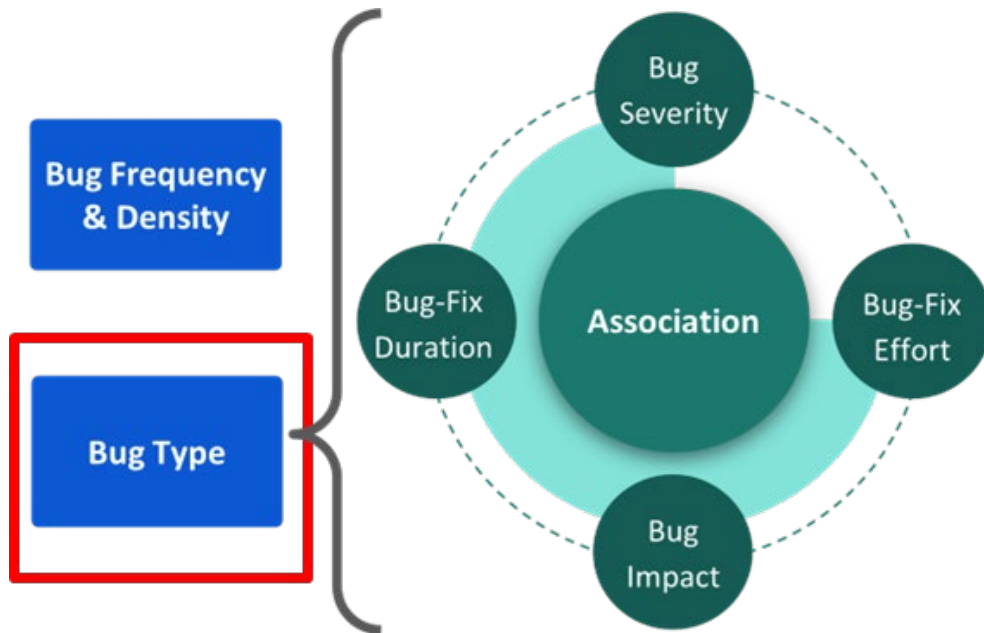 Bug Frequency
& Density
Bug Type
Bug
Severity
Bug-Fix
Duration
Association
Bug-Fix
Effort
Bug
Impact